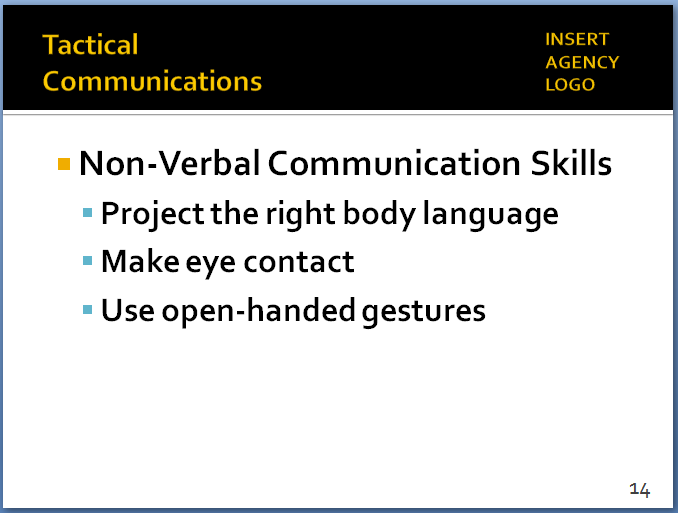 Tactical
Communications
INSERT
AGENCY
LOGO
Non-Verbal Communication Skills
Project the right body language
Make eye contact
Use open-handed gestures
14